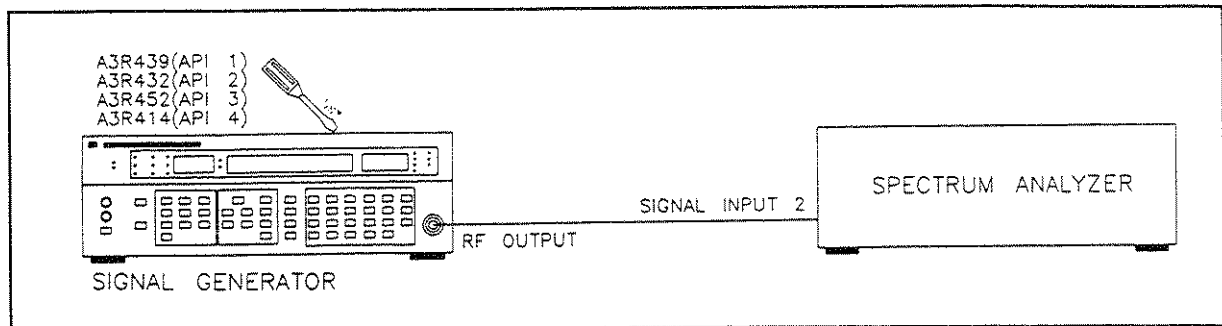 A3R439(API 1)
A3R432(API 2)
A3R452(API 3)
A3R414(API 4)
SPECTRUM ANALYZER
SIGNAL INPUT 2
RF OUTPUT
SIGNAL GENERATOR